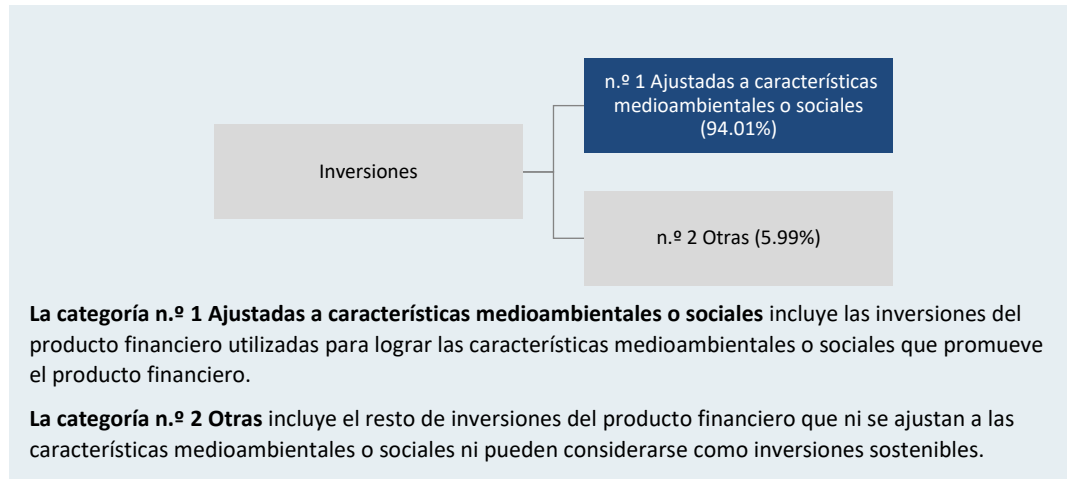 n.º 1 Ajustadas a características
medioambientales o sociales
(94.01%)
Inversiones
n.º 2 Otras (5.99%)
La categoría n.º 1 Ajustadas a características medioambientales o sociales incluye las inversiones del
producto financiero utilizadas para lograr las características medioambientales o sociales que promueve
el producto financiero.
La categoría n.º 2 Otras incluye el resto de inversiones del producto financiero que ni se ajustan a las
características medioambientales o sociales ni pueden considerarse como inversiones sostenibles.